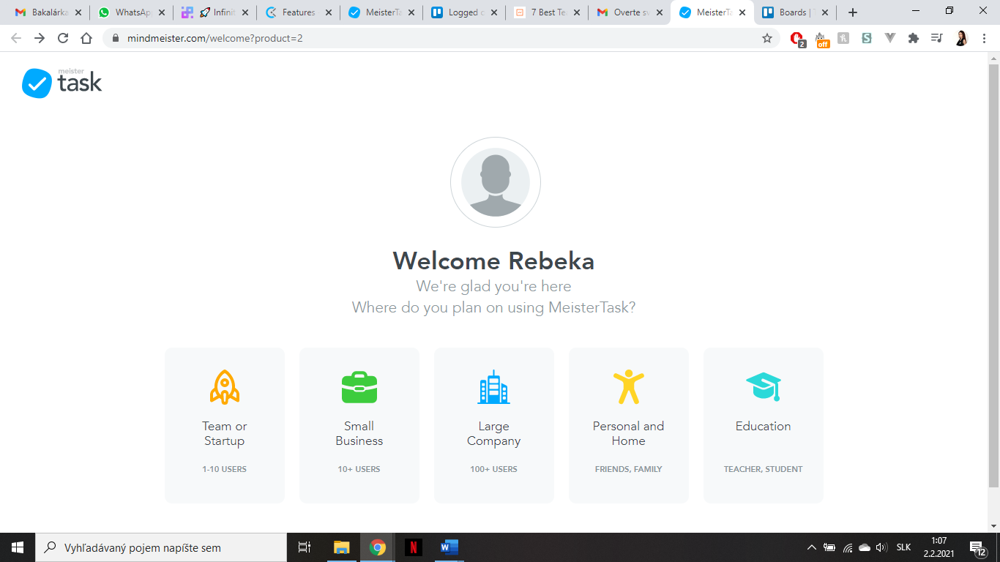 Bakalárka
WhatsApp
Infinit
Features
MeisterTa
Logged o
7 Best Te
Overte sv
MeisterTa
Boards | T
mindmeister.com/welcome?product=2
2
off
meister
task
Welcome Rebeka
We're glad you're here
Where do you plan on using MeisterTask?
Team or
Startup
1-10 USERS
Small
Business
10+ USERS
Large
Company
100+ USERS
Personal and
Home
FRIENDS, FAMILY
Education
TEACHER, STUDENT
Vyhľadávaný pojem napíšte sem
N
W
SLK
1:07
2.2.2021
12